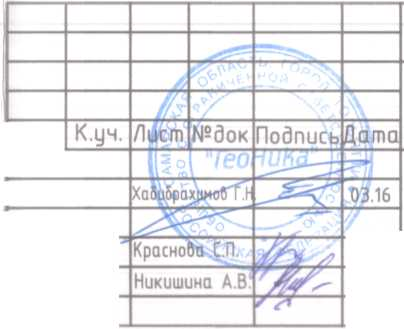 К.уч. Лист №док Подпись Дата
"ГеоНика"
Хабибрахимов Г.Н. 03.16
Краснова С.П.
Никишина А.В.